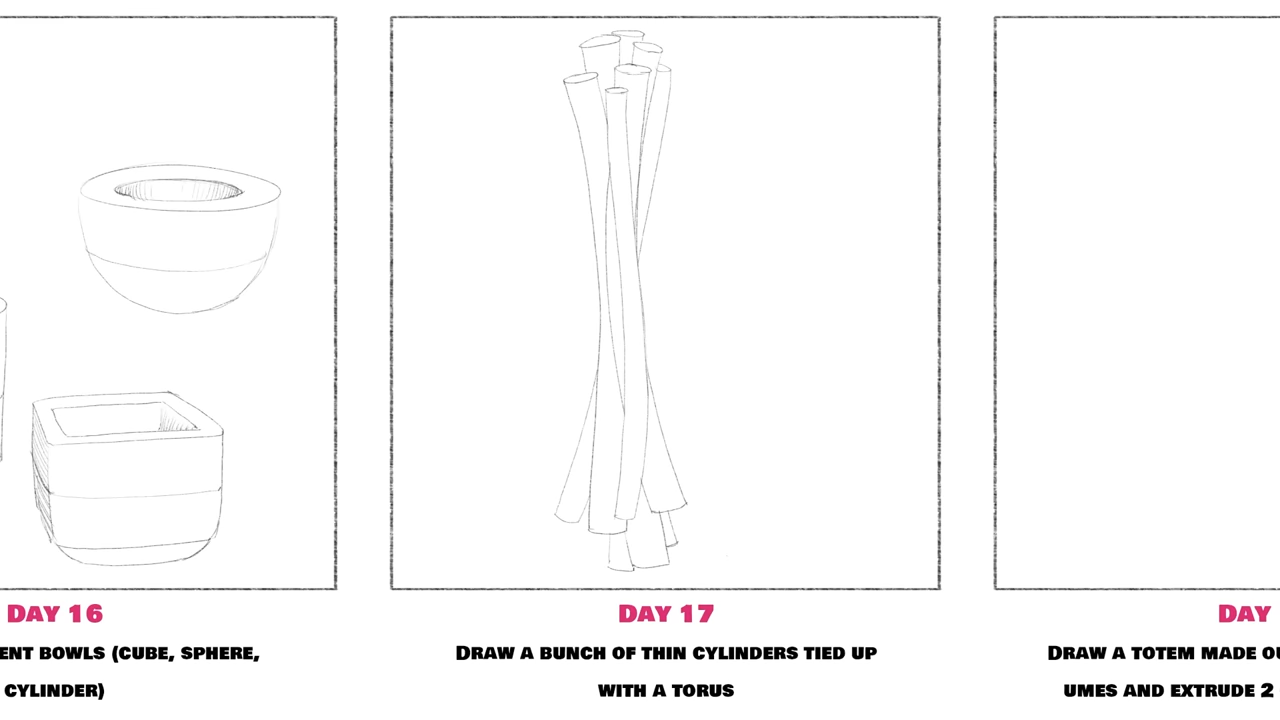 Day 16
ent bowls (cube, sphere,
cylinder)
Day 17
Draw a bunch of thin cylinders tied up
with a torus
Day
Draw a totem made
umes and extrude 2